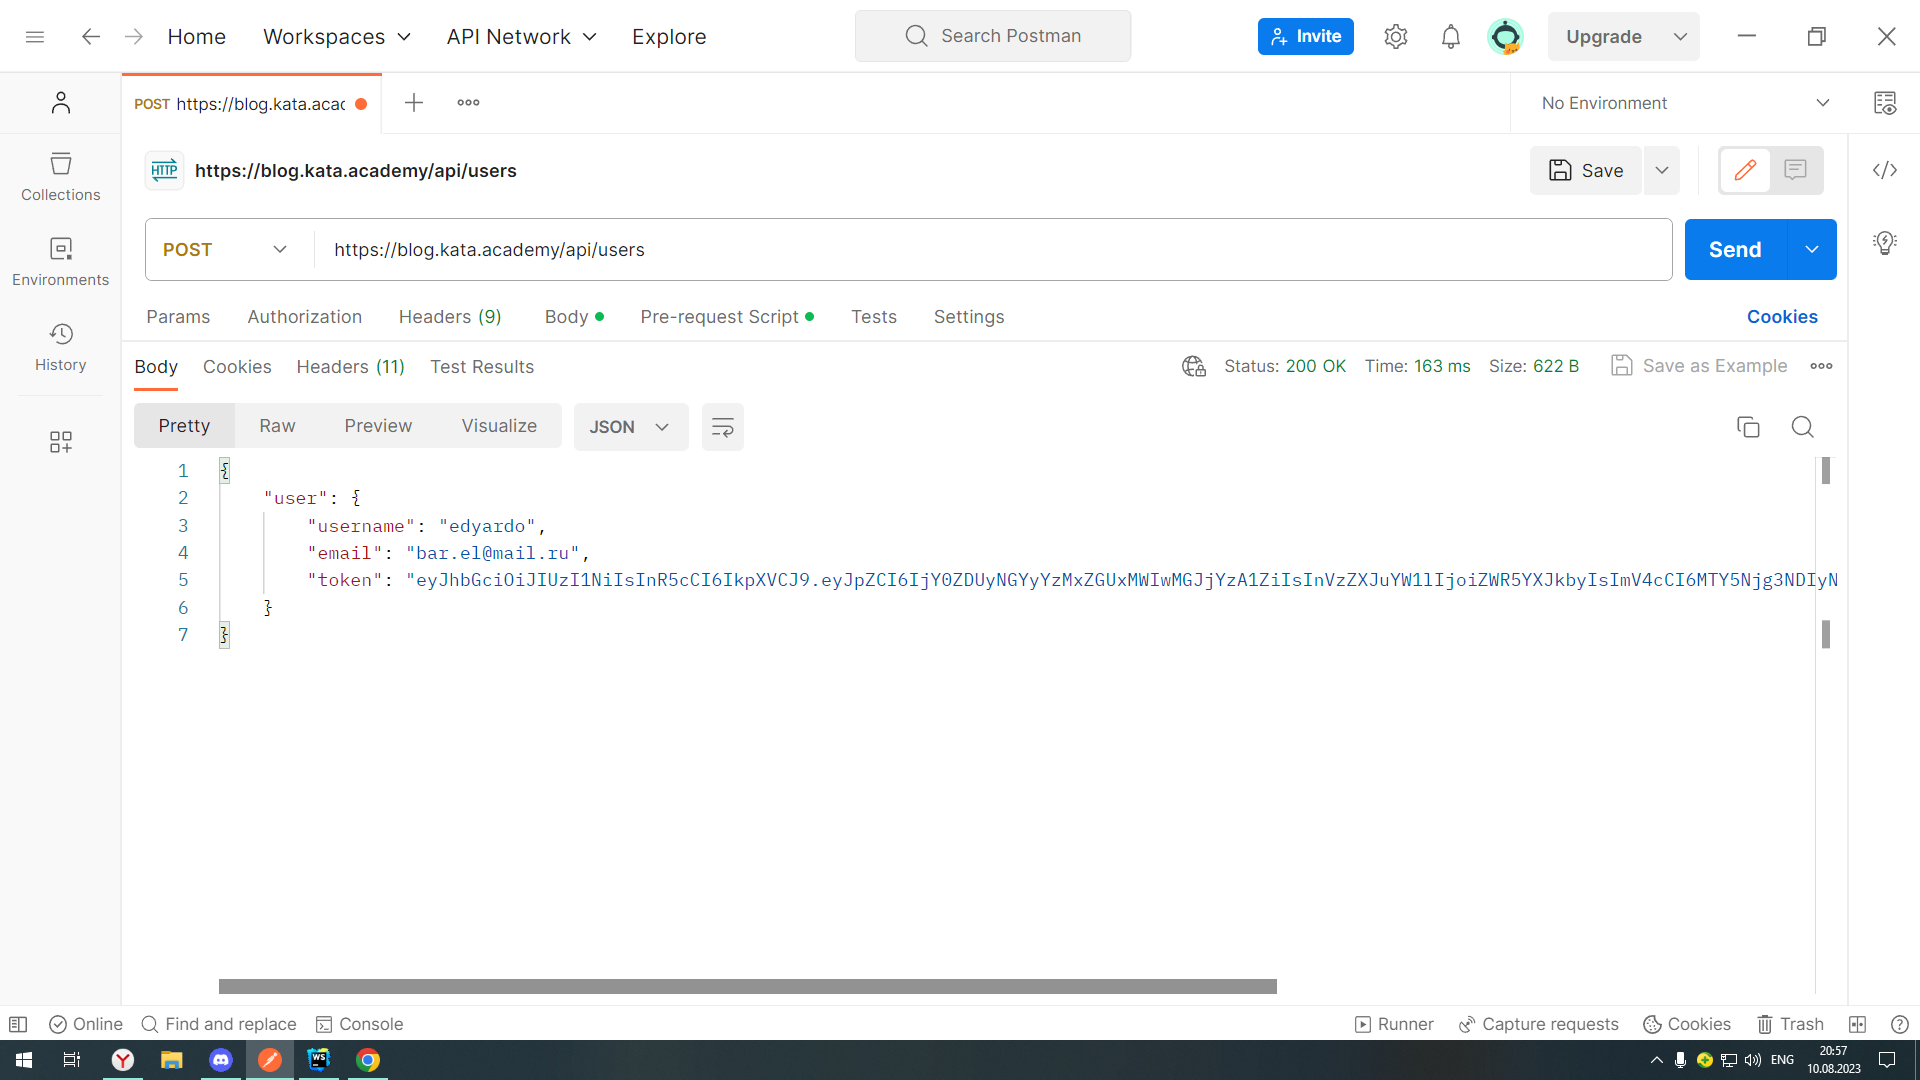 Home Workspaces API Network Explore Search Postman Invite Upgrade
POST https://blog.kata.acac No Environment
HTTP https://blog.kata.academy/api/users Save
POST https://blog.kata.academy/api/users Send
Params Authorization Headers (9) Body Pre-request Script Tests Settings Cookies
Body Cookies Headers (11) Test Results Status: 200 OK Time: 163 ms Size: 622 B Save as Example
Pretty Raw Preview Visualize JSON
Collections
Environments
History
1 {
2 "user": {
3 "username": "edyardo",
4 "email": "bar.el@mail.ru",
5 "token": "eyJhbGciOiJIUzI1NiIsInR5cCI6IkpXVCJ9.eyJpZCI6IjY0ZDUyNGYyYzMxZGUxMWIwMGJjYzA1ZiIsInVzZXJuYW1lIjoiZWR5YXJkbyIsImV4cCI6MTY5Njg3NDIyN
6 }
7 }
Online Find and replace Console Runner Capture requests Cookies Trash
WS ENG 20:57
10.08.2023